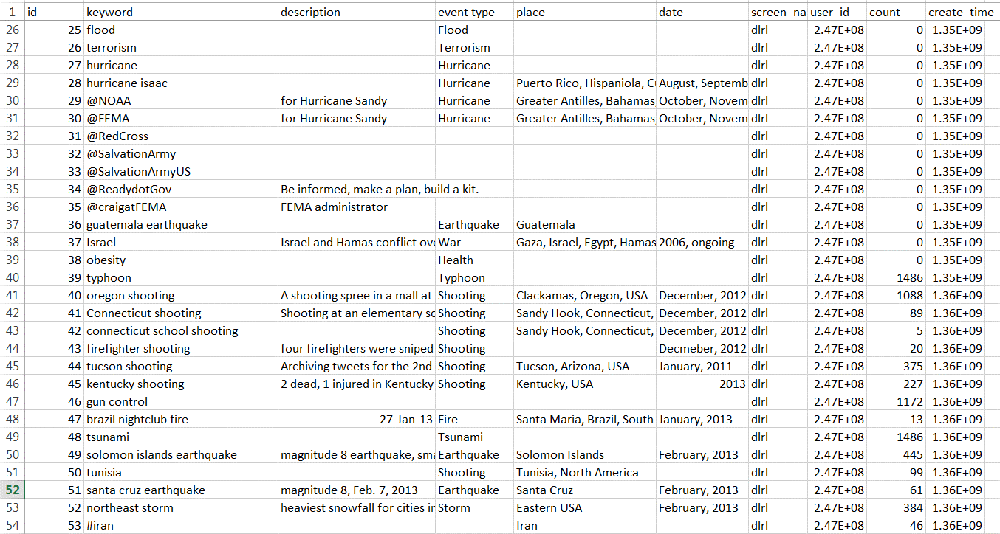 1 id keyword description event type place date screen_na user_id count create_time
26 25 flood Flood dlrl 2.47E+08 0 1.35E+09
27 26 terrorism Terrorism dlrl 2.47E+08 0 1.35E+09
28 27 hurricane Hurricane dlrl 2.47E+08 0 1.35E+09
29 28 hurricane isaac Hurricane Puerto Rico, Hispaniola, C August, Septemb dlrl 2.47E+08 0 1.35E+09
30 29 @NOAA for Hurricane Sandy Hurricane Greater Antilles, Bahamas, October, Novem dlrl 2.47E+08 0 1.35E+09
31 30 @FEMA for Hurricane Sandy Hurricane Greater Antilles, Bahamas, October, Novem dlrl 2.47E+08 0 1.35E+09
32 31 @RedCross dlrl 2.47E+08 0 1.35E+09
33 32 @SalvationArmy dlrl 2.47E+08 0 1.35E+09
34 33 @SalvationArmyUS dlrl 2.47E+08 0 1.35E+09
35 34 @ReadydotGov Be informed, make a plan, build a kit. dlrl 2.47E+08 0 1.35E+09
36 35 @craigatFEMA FEMA administrator dlrl 2.47E+08 0 1.35E+09
37 36 guatemala earthquake Earthquake Guatemala dlrl 2.47E+08 0 1.35E+09
38 37 Israel Israel and Hamas conflict ove War Gaza, Israel, Egypt, Hamas 2006, ongoing dlrl 2.47E+08 0 1.35E+09
39 38 obesity Health dlrl 2.47E+08 0 1.35E+09
40 39 typhoon Typhoon dlrl 2.47E+08 1486 1.35E+09
41 40 oregon shooting A shooting spree in a mall at Shooting Clackamas, Oregon, USA December, 2012 dlrl 2.47E+08 1088 1.36E+09
42 41 Connecticut shooting Shooting at an elementary sc Shooting Sandy Hook, Connecticut, December, 2012 dlrl 2.47E+08 89 1.36E+09
43 42 connecticut school shooting Shooting Sandy Hook, Connecticut, December, 2012 dlrl 2.47E+08 5 1.36E+09
44 43 firefighter shooting four firefighters were sniped Shooting Decmeber, 2012 dlrl 2.47E+08 20 1.36E+09
45 44 tucson shooting Archiving tweets for the 2nd Shooting Tucson, Arizona, USA January, 2011 dlrl 2.47E+08 375 1.36E+09
46 45 kentucky shooting 2 dead, 1 injured in Kentucky Shooting Kentucky, USA 2013 dlrl 2.47E+08 227 1.36E+09
47 46 gun control dlrl 2.47E+08 1172 1.36E+09
48 47 brazil nightclub fire 27-Jan-13 Fire Santa Maria, Brazil, South January, 2013 dlrl 2.47E+08 13 1.36E+09
49 48 tsunami Tsunami dlrl 2.47E+08 1486 1.36E+09
50 49 solomon islands earthquake magnitude 8 earthquake, sma Earthquake Solomon Islands February, 2013 dlrl 2.47E+08 445 1.36E+09
51 50 tunisia Shooting Tunisia, North America dlrl 2.47E+08 99 1.36E+09
52 51 santa cruz earthquake magnitude 8, Feb. 7, 2013 Earthquake Santa Cruz February, 2013 dlrl 2.47E+08 61 1.36E+09
53 52 northeast storm heaviest snowfall for cities in Storm Eastern USA February, 2013 dlrl 2.47E+08 384 1.36E+09
54 53 #iran Iran dlrl 2.47E+08 46 1.36E+09